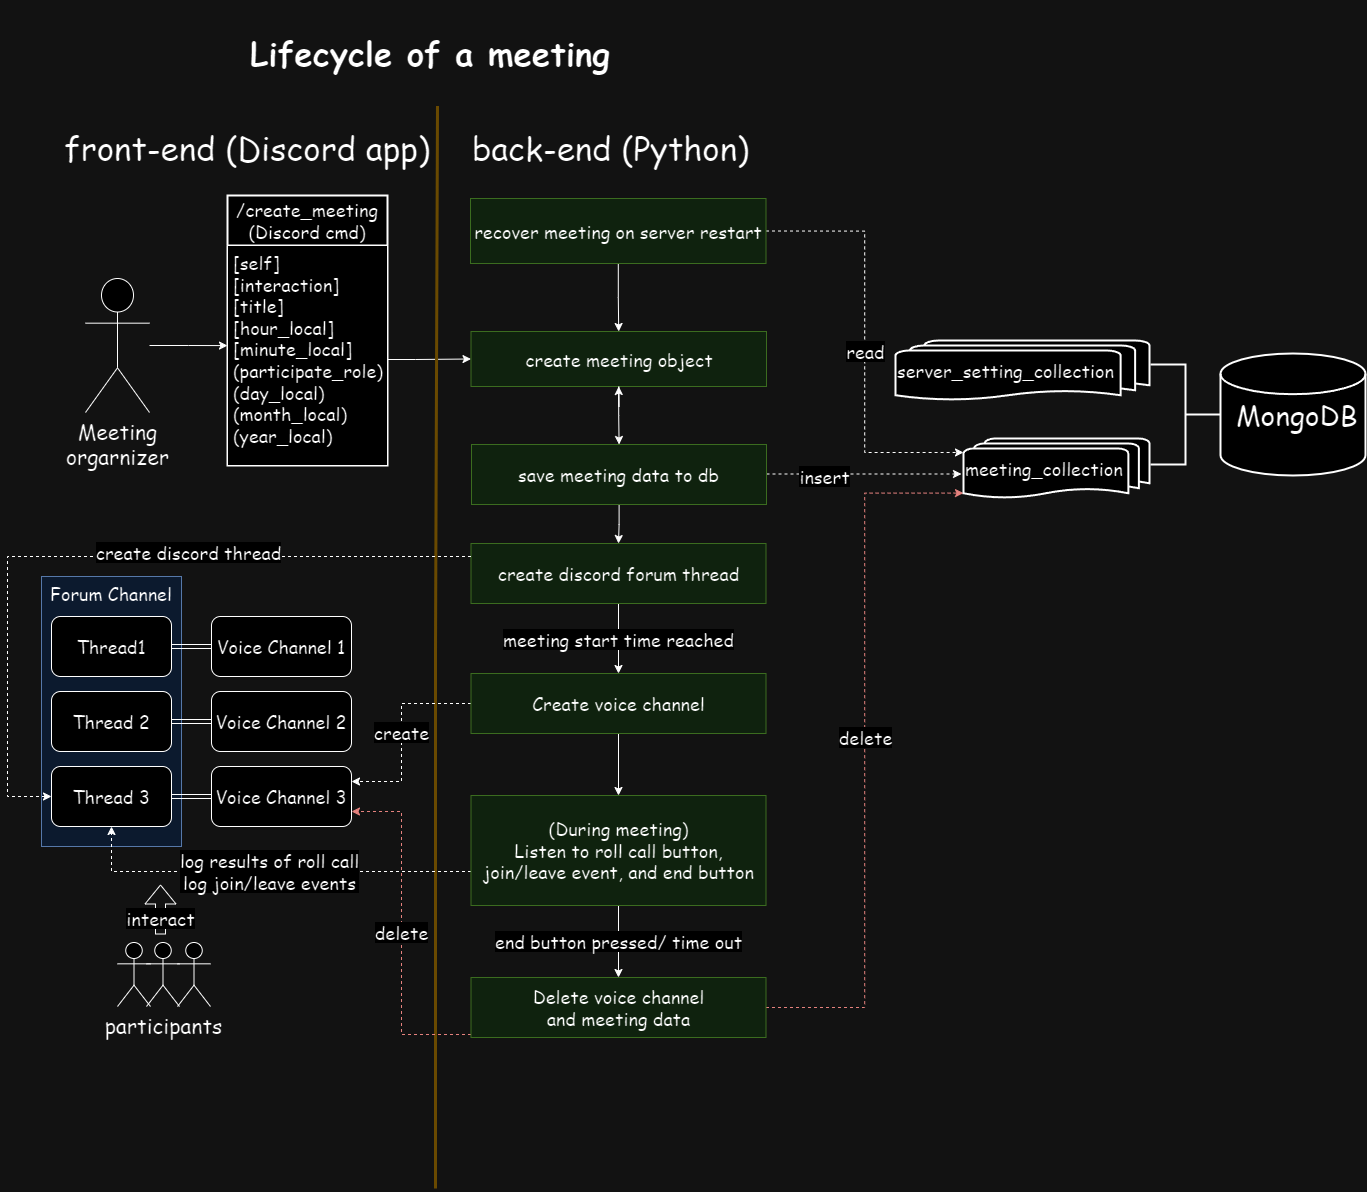 Lifecycle of a meeting
front-end (Discord app)
back-end (Python)
/create_meeting
(Discord cmd)
[self]
[interaction]
[title]
[hour_local]
[minute_local]
(participate_role)
(day_local)
(month_local)
(year_local)
Meeting
orgarnizer
recover meeting on server restart
create meeting object
read
server_setting_collection
MongoDB
save meeting data to db
insert
meeting_collection
create discord thread
create discord forum thread
Forum Channel
Thread1
Voice Channel 1
meeting start time reached
Thread 2
Voice Channel 2
Create voice channel
create
delete
Thread 3
Voice Channel 3
(During meeting)
Listen to roll call button,
join/leave event, and end button
log results of roll call
log join/leave events
interact
delete
end button pressed/ time out
participants
Delete voice channel
and meeting data